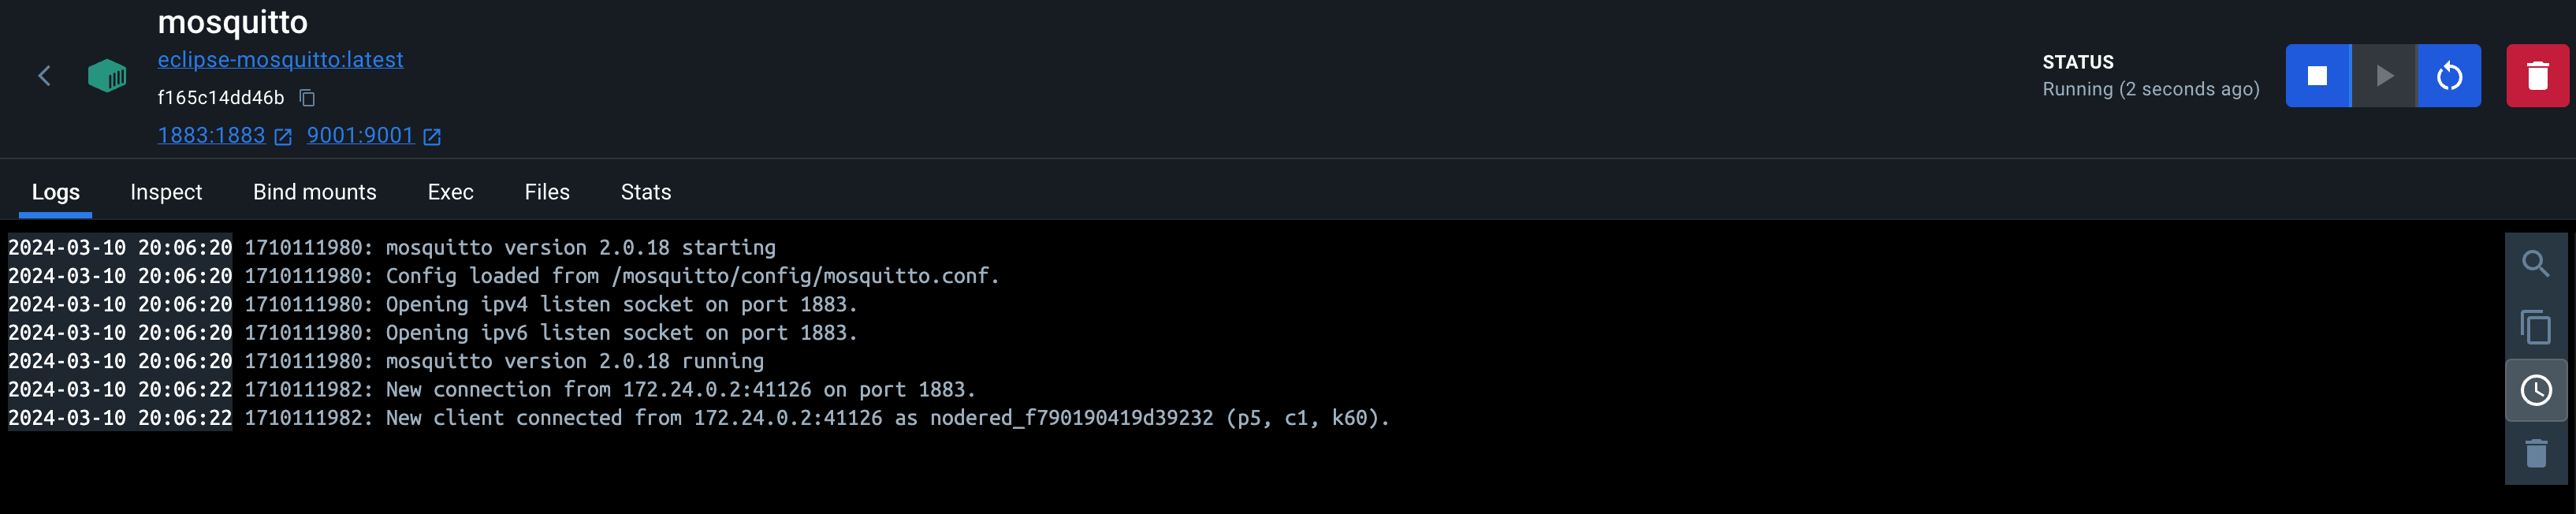 mosquitto
eclipse-mosquitto:latest
f165c14dd46b
1883:1883 9001:9001
STATUS
Running (2 seconds ago)
Logs Inspect Bind mounts Exec Files Stats
2024-03-10 20:06:20 1710111980: mosquitto version 2.0.18 starting
2024-03-10 20:06:20 1710111980: Config loaded from /mosquitto/config/mosquitto.conf.
2024-03-10 20:06:20 1710111980: Opening ipv4 listen socket on port 1883.
2024-03-10 20:06:20 1710111980: Opening ipv6 listen socket on port 1883.
2024-03-10 20:06:20 1710111980: mosquitto version 2.0.18 running
2024-03-10 20:06:22 1710111982: New connection from 172.24.0.2:41126 on port 1883.
2024-03-10 20:06:22 1710111982: New client connected from 172.24.0.2:41126 as nodered_f790190419d39232 (p5, c1, k60).